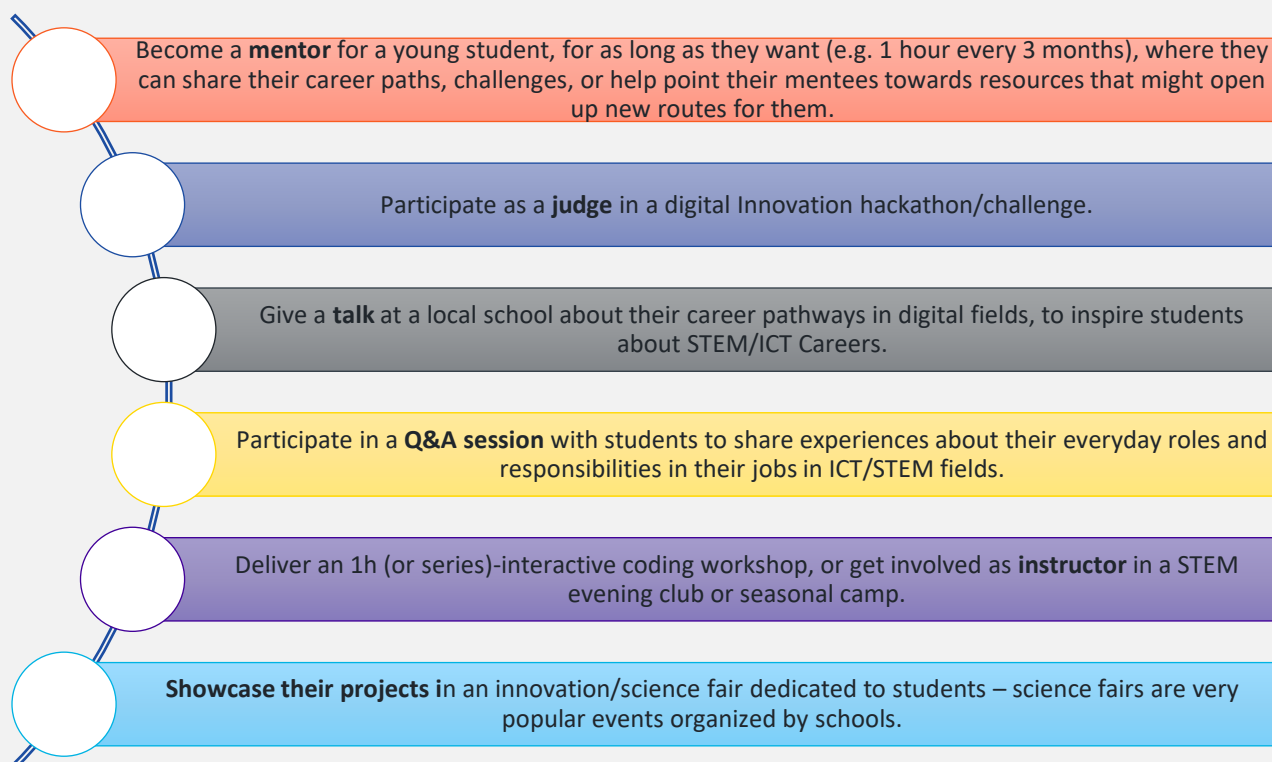 Become a mentor for a young student, for as long as they want (e.g. 1 hour every 3 months), where they
can share their career paths, challenges, or help point their mentees towards resources that might open
up new routes for them.
Participate as a judge in a digital Innovation hackathon/challenge.
Give a talk at a local school about their career pathways in digital fields, to inspire students
about STEM/ICT Careers.
Participate in a Q&A session with students to share experiences about their everyday roles and
responsibilities in their jobs in ICT/STEM fields.
Deliver an 1h (or series)-interactive coding workshop, or get involved as instructor in a STEM
evening club or seasonal camp.
Showcase their projects in an innovation/science fair dedicated to students – science fairs are very
popular events organized by schools.